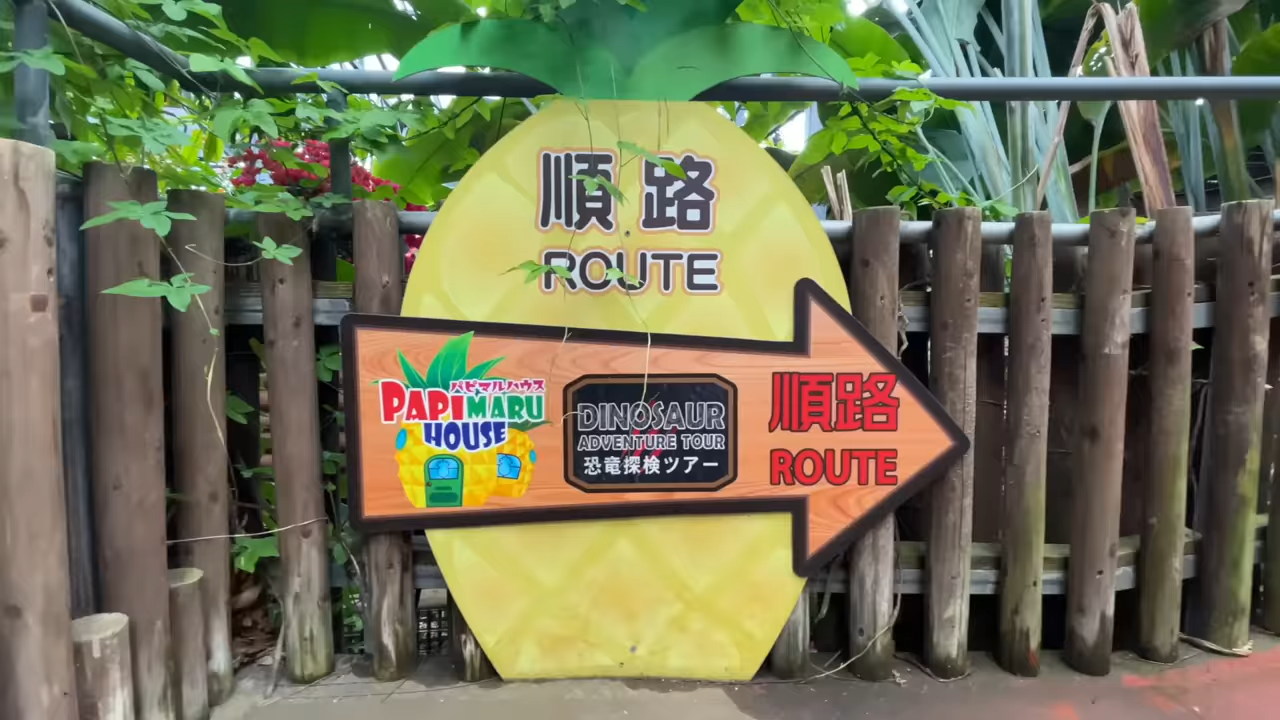 順路
ROUTE
パピマルハウス
PAPIMARU
HOUSE
DINOSAUR
ADVENTURE TOUR
恐竜探検ツアー
順路
ROUTE